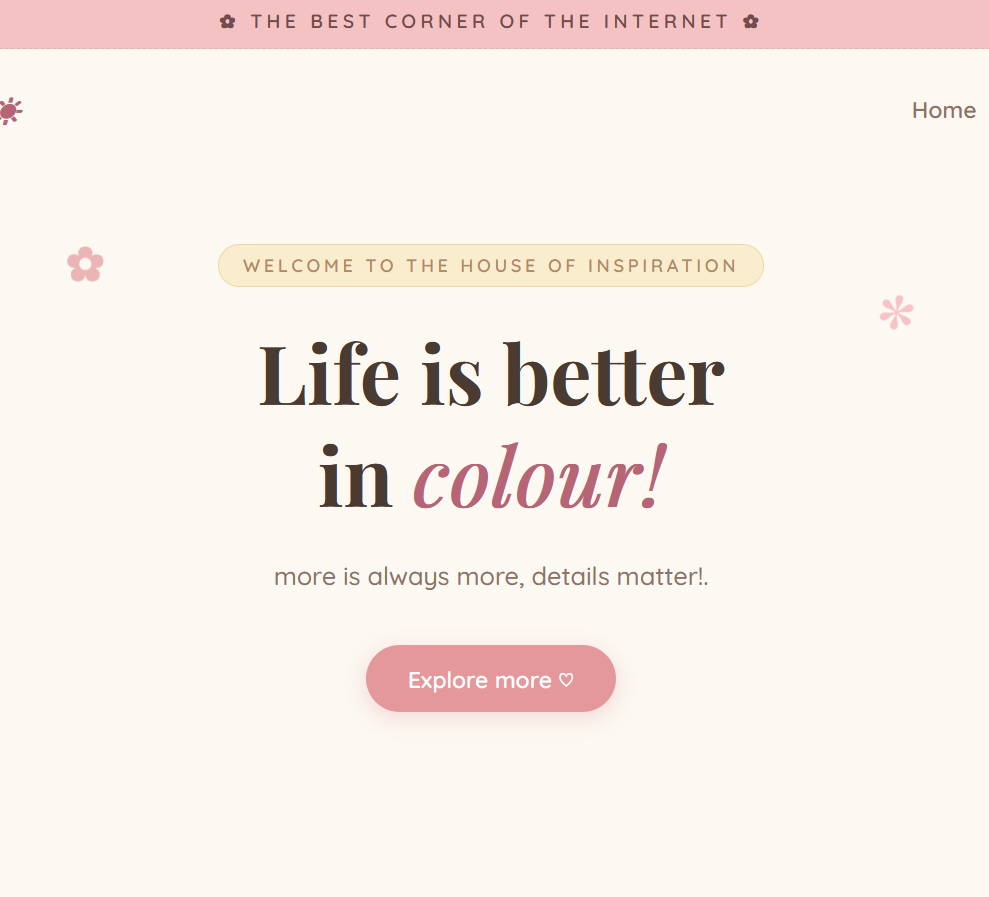 ✿ THE BEST CORNER OF THE INTERNET ✿
Home
WELCOME TO THE HOUSE OF INSPIRATION
Life is better
in colour!
more is always more, details matter!.
Explore more ♡